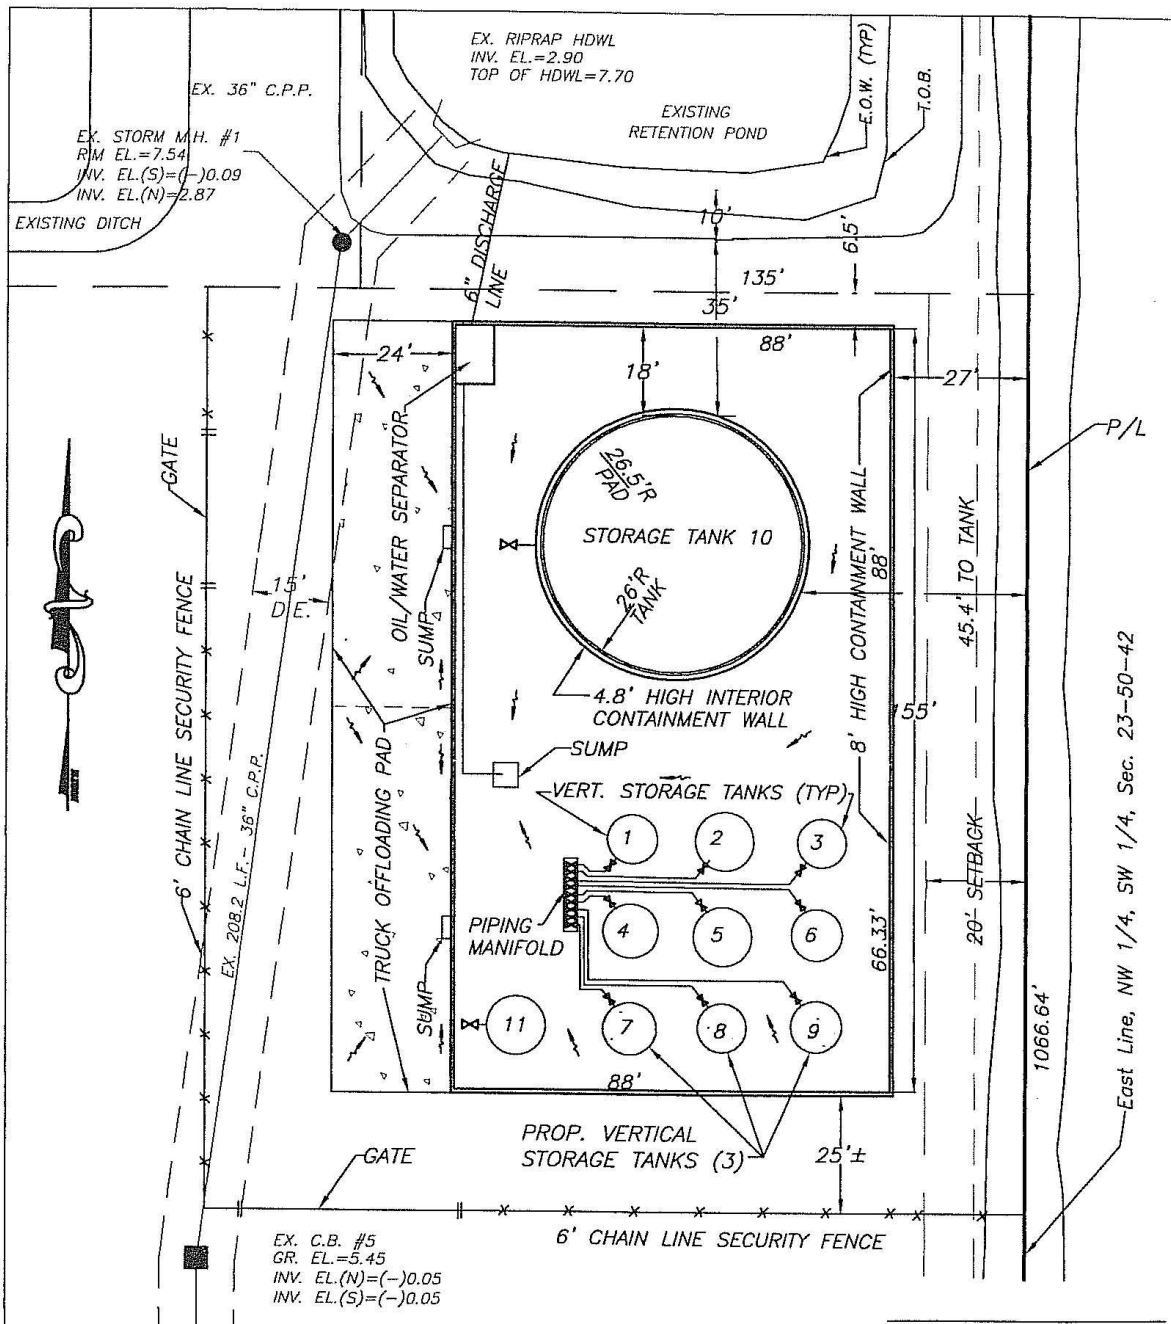 EX. RIPRAP HDWL
INV. EL.=2.90
TOP OF HDWL=7.70
E.O.W. (TYP)
T.O.B.
EX. 36" C.P.P.
EXISTING
RETENTION POND
EX. STORM M.H. #1
RIM EL.=7.54
INV. EL.(S)=(-)0.09
INV. EL.(N)=2.87
EXISTING DITCH
6" DISCHARGE
LINE
10'
6.5'
135'
35'
88'
24'
18'
27'
P/L
GATE
OIL/WATER SEPARATOR
26.5'R
PAD
STORAGE TANK 10
26'R
TANK
8' HIGH CONTAINMENT WALL
88'
45.4' TO TANK
15'
D.E.
SUMP
6' CHAIN LINE SECURITY FENCE
4.8' HIGH INTERIOR
CONTAINMENT WALL
155'
SUMP
VERT. STORAGE TANKS (TYP)
NORTH
1
2
3
EX. 208.2 L.F.- 36" C.P.P.
TRUCK OFFLOADING PAD
PIPING
MANIFOLD
4
5
6
66.33'
20'- SETBACK
East Line, NW 1/4, SW 1/4, Sec. 23-50-42
SUMP
11
7
8
9
1066.64'
88'
PROP. VERTICAL
STORAGE TANKS (3)
25'±
GATE
6' CHAIN LINE SECURITY FENCE
EX. C.B. #5
GR. EL.=5.45
INV. EL.(N)=(-)0.05
INV. EL.(S)=(-)0.05